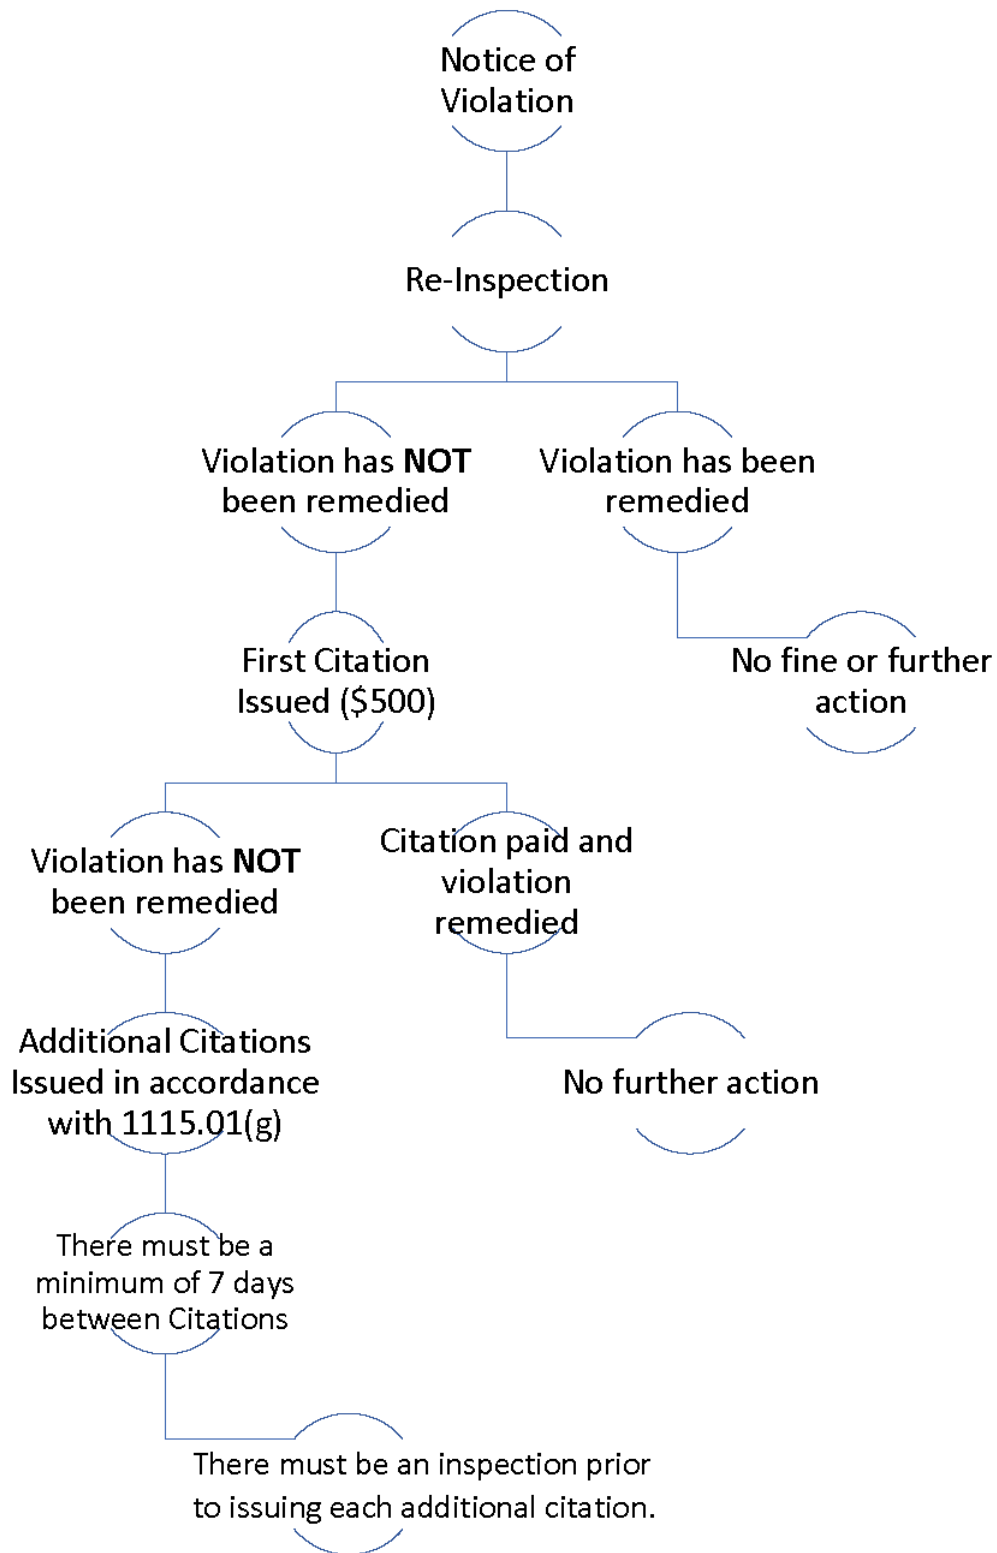 Notice of
Violation
Re-Inspection
Violation has NOT
been remedied
Violation has been
remedied
First Citation
Issued ($500)
No fine or further
action
Violation has NOT
been remedied
Citation paid and
violation
remedied
Additional Citations
Issued in accordance
with 1115.01(g)
No further action
There must be a
minimum of 7 days
between Citations
There must be an inspection prior
to issuing each additional citation.